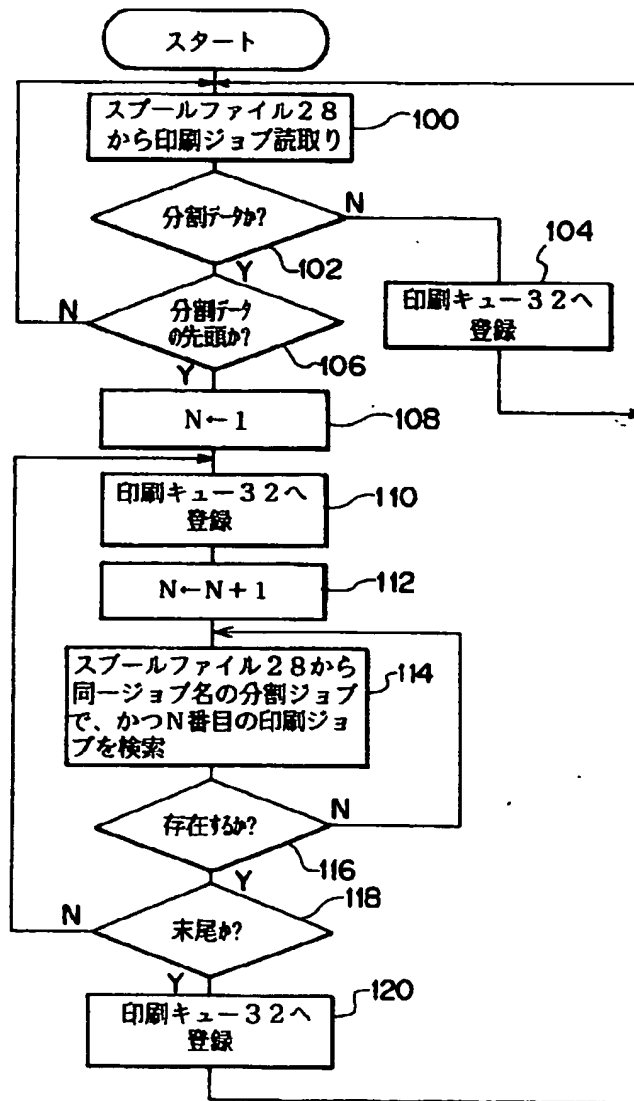 スタート
スプールファイル28
から印刷ジョブ読取り
100
分割データか?
N
102
Y
104
印刷キュー32へ
登録
分割データ
の先頭か?
N
106
Y
N←1
108
印刷キュー32へ
登録
110
N←N+1
112
スプールファイル28から
同一ジョブ名の分割ジョブ
で、かつN番目の印刷ジョ
ブを検索
114
存在するか?
N
116
Y
118
末尾か?
N
Y
120
印刷キュー32へ
登録